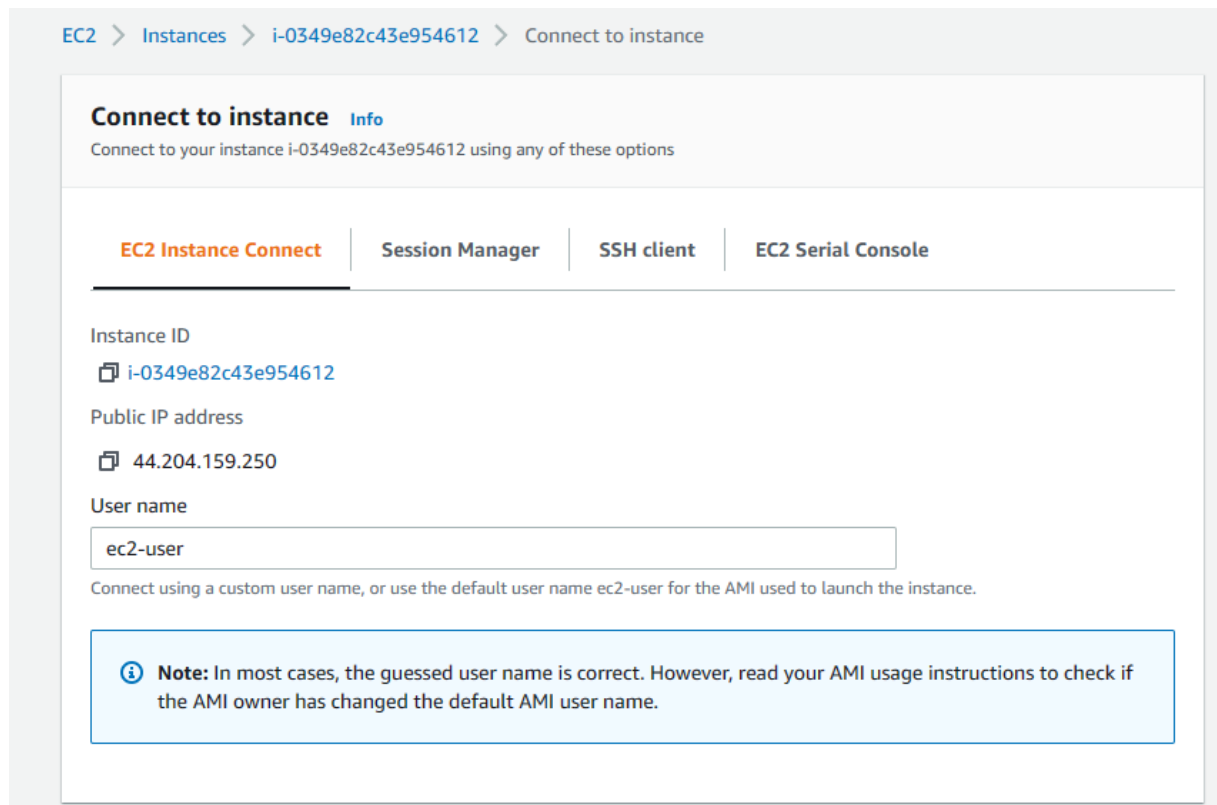 EC2 > Instances > i-0349e82c43e954612 > Connect to instance
Connect to instance Info
Connect to your instance i-0349e82c43e954612 using any of these options
EC2 Instance Connect Session Manager SSH client EC2 Serial Console
Instance ID
i-0349e82c43e954612
Public IP address
44.204.159.250
User name
ec2-user
Connect using a custom user name, or use the default user name ec2-user for the AMI used to launch the instance.
Note: In most cases, the guessed user name is correct. However, read your AMI usage instructions to check if
the AMI owner has changed the default AMI user name.